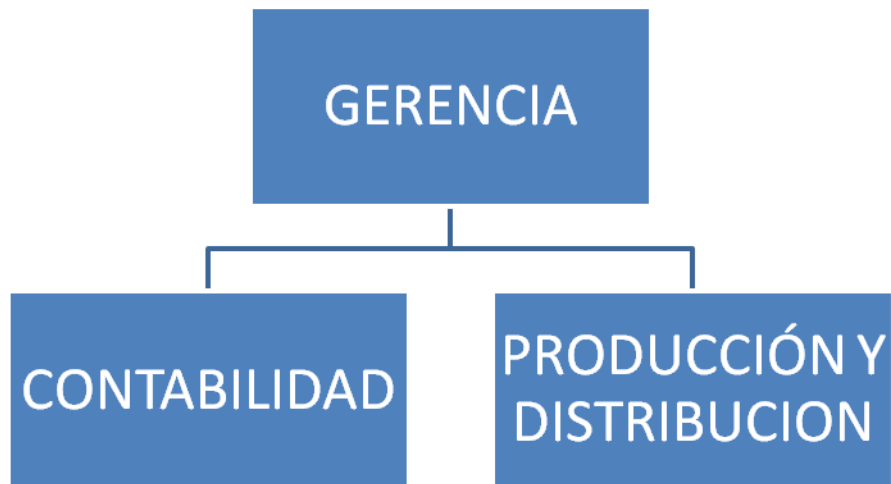 GERENCIA
CONTABILIDAD
PRODUCCIÓN Y
DISTRIBUCION